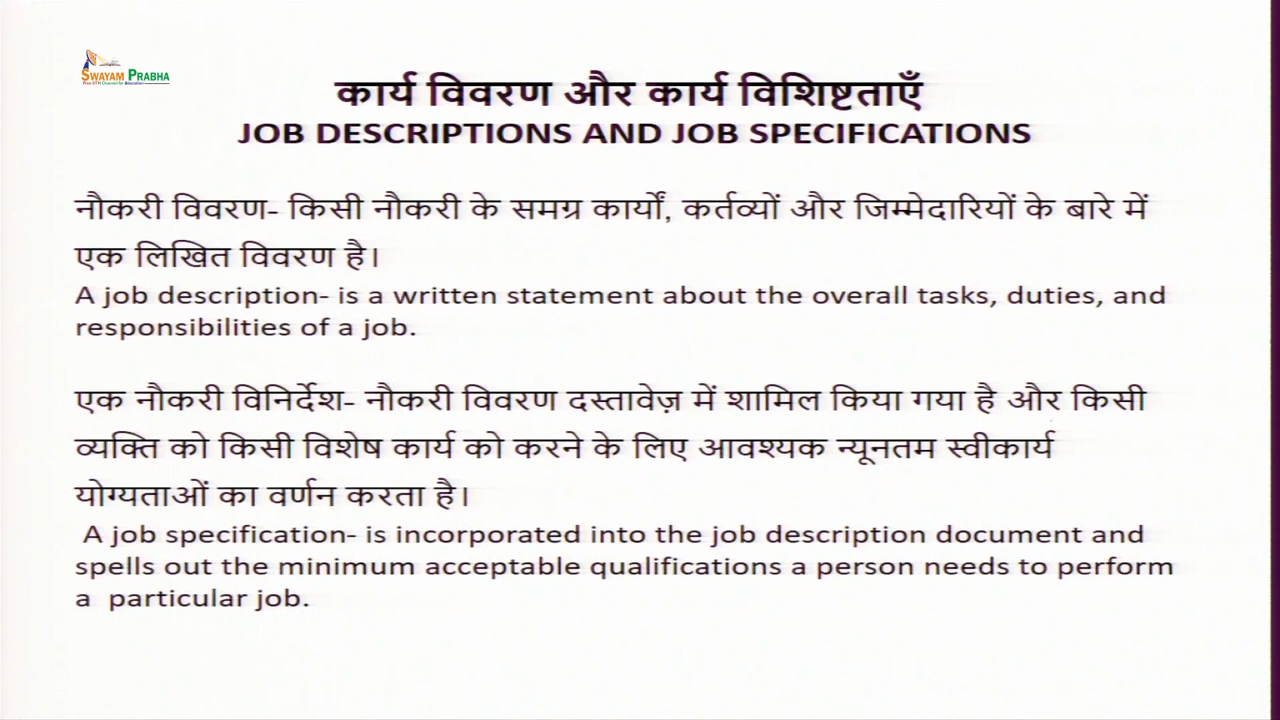 SWAYAM PRABHA
कार्य विवरण और कार्य विशिष्टताएँ
JOB DESCRIPTIONS AND JOB SPECIFICATIONS
नौकरी विवरण- किसी नौकरी के समग्र कार्यों, कर्तव्यों और जिम्मेदारियों के बारे में
एक लिखित विवरण है।
A job description- is a written statement about the overall tasks, duties, and
responsibilities of a job.
एक नौकरी विनिर्देश- नौकरी विवरण दस्तावेज़ में शामिल किया गया है और किसी
व्यक्ति को किसी विशेष कार्य को करने के लिए आवश्यक न्यूनतम स्वीकार्य
योग्यताओं का वर्णन करता है।
A job specification- is incorporated into the job description document and
spells out the minimum acceptable qualifications a person needs to perform
a particular job.